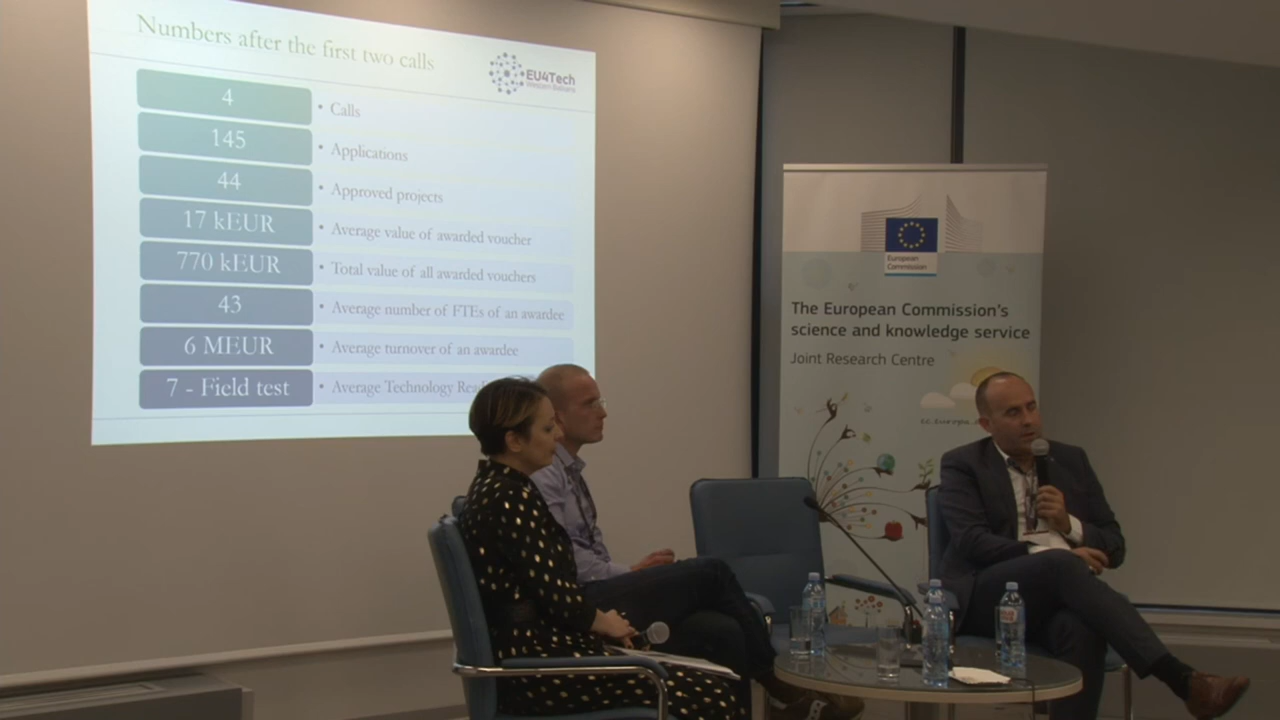 Numbers after the first two calls
EU4Tech
Western Balkans
4
• Calls
145
• Applications
44
• Approved projects
17 kEUR
• Average value of awarded voucher
770 kEUR
• Total value of all awarded vouchers
43
• Average number of FTEs of an awardee
6 MEUR
• Average turnover of an awardee
7 - Field test
• Average Technology
European
Commission
The European Commission's
science and knowledge service
Joint Research Centre